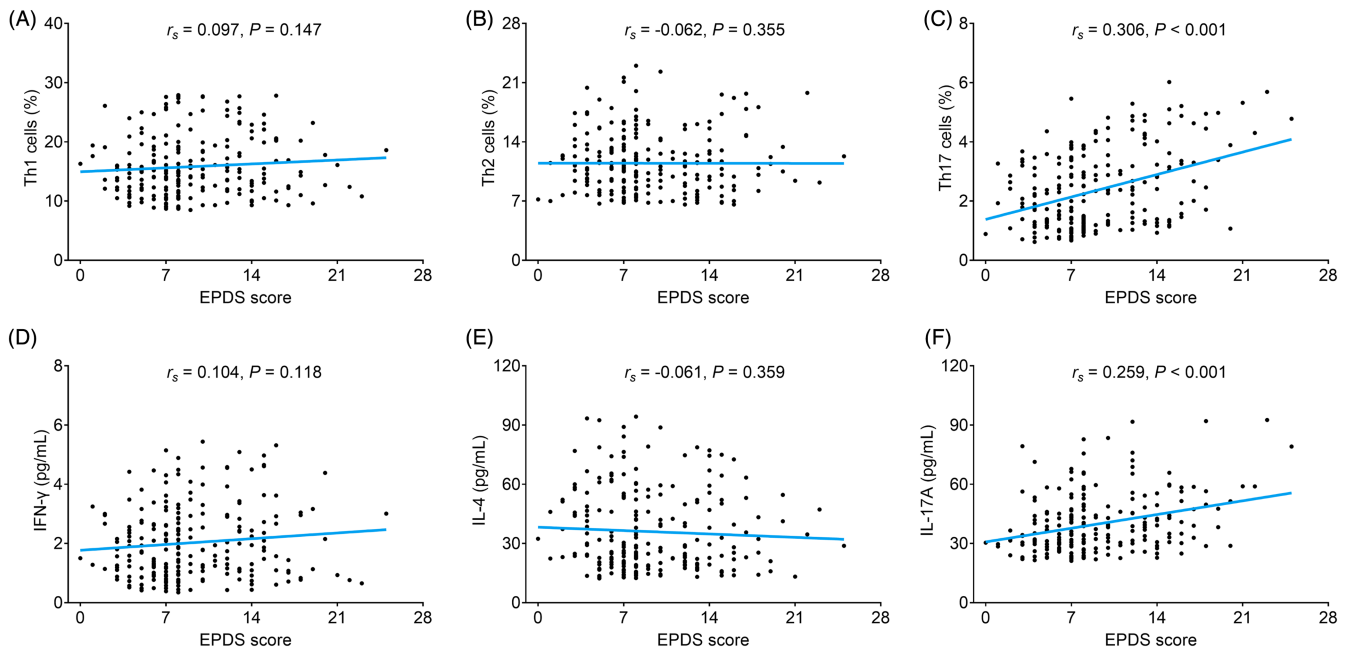 (A)
rs = 0.097, P = 0.147
Th1 cells (%)
40
30
20
10
0
0 7 14 21 28
EPDS score
(B)
rs = -0.062, P = 0.355
Th2 cells (%)
28
21
14
7
0
0 7 14 21 28
EPDS score
(C)
rs = 0.306, P < 0.001
Th17 cells (%)
8
6
4
2
0
0 7 14 21 28
EPDS score
(D)
rs = 0.104, P = 0.118
IFN-γ (pg/mL)
8
6
4
2
0
0 7 14 21 28
EPDS score
(E)
rs = -0.061, P = 0.359
IL-4 (pg/mL)
120
90
60
30
0
0 7 14 21 28
EPDS score
(F)
rs = 0.259, P < 0.001
IL-17A (pg/mL)
120
90
60
30
0
0 7 14 21 28
EPDS score